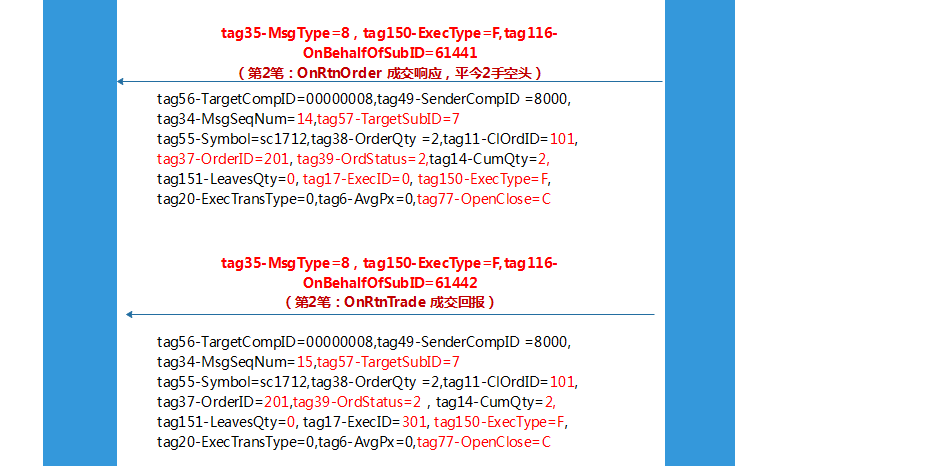 tag35-MsgType=8，tag150-ExecType=F,tag116-
OnBehalfOfSubID=61441
（第2笔：OnRtnOrder 成交响应，平今2手空头）
tag56-TargetCompID=00000008,tag49-SenderCompID =8000,
tag34-MsgSeqNum=14,tag57-TargetSubID=7
tag55-Symbol=sc1712,tag38-OrderQty =2,tag11-ClOrdID=101,
tag37-OrderID=201, tag39-OrdStatus=2,tag14-CumQty=2,
tag151-LeavesQty=0, tag17-ExecID=0, tag150-ExecType=F,
tag20-ExecTransType=0,tag6-AvgPx=0,tag77-OpenClose=C
tag35-MsgType=8，tag150-ExecType=F,tag116-
OnBehalfOfSubID=61442
（第2笔：OnRtnTrade 成交回报）
tag56-TargetCompID=00000008,tag49-SenderCompID =8000,
tag34-MsgSeqNum=15,tag57-TargetSubID=7
tag55-Symbol=sc1712,tag38-OrderQty =2,tag11-ClOrdID=101,
tag37-OrderID=201,tag39-OrdStatus=2，tag14-CumQty=2,
tag151-LeavesQty=0, tag17-ExecID=301, tag150-ExecType=F,
tag20-ExecTransType=0,tag6-AvgPx=0,tag77-OpenClose=C